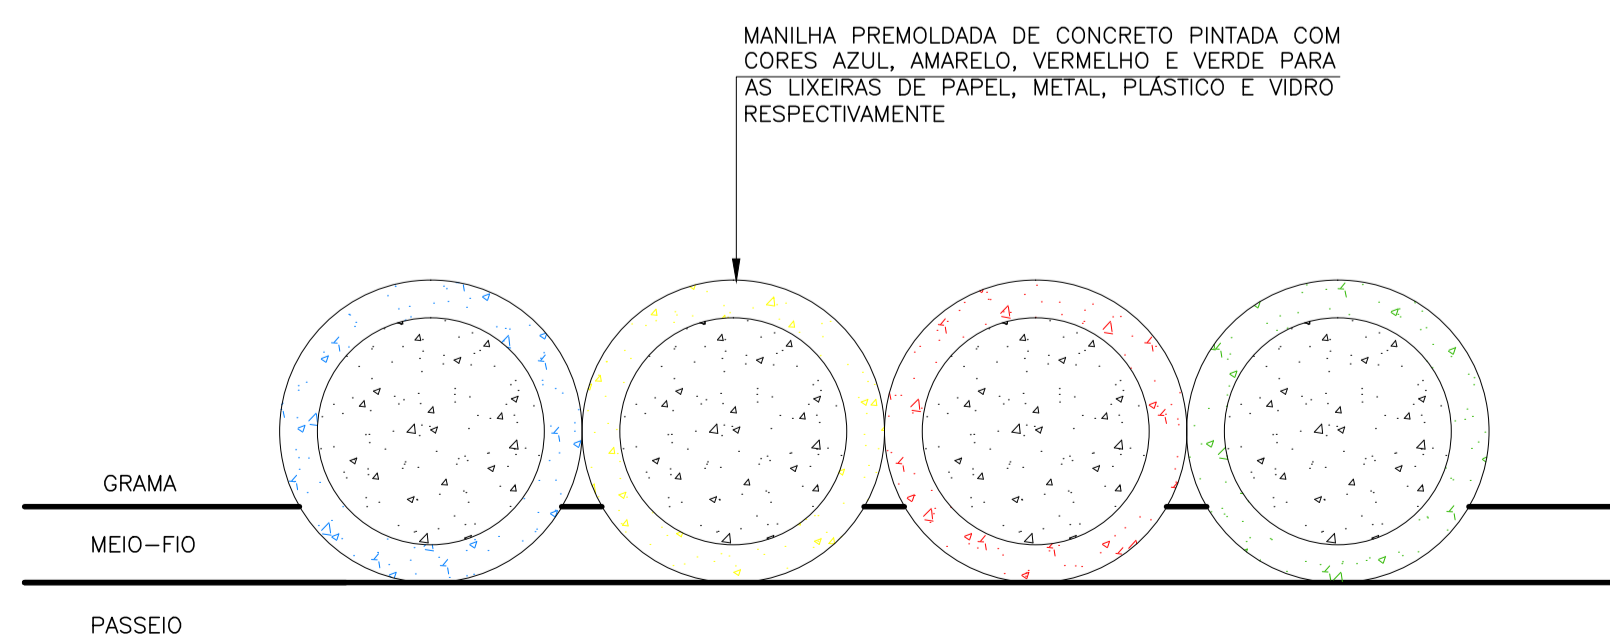 MANILHA PREMOLDADA DE CONCRETO PINTADA COM
CORES AZUL, AMARELO, VERMELHO E VERDE PARA
AS LIXEIRAS DE PAPEL, METAL, PLÁSTICO E VIDRO
RESPECTIVAMENTE
GRAMA
MEIO-FIO
PASSEIO